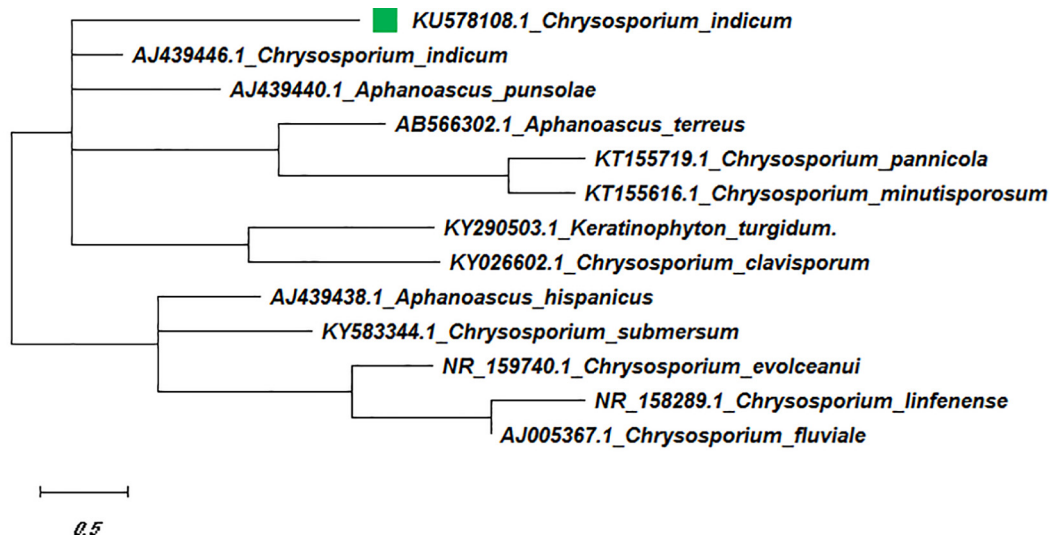 KU578108.1_Chrysosporium_indicum
AJ439446.1_Chrysosporium_indicum
AJ439440.1_Aphanoascus_punsolae
AB566302.1_Aphanoascus_terreus
KT155719.1_Chrysosporium_pannicola
KT155616.1_Chrysosporium_minutisporosum
KY290503.1_Keratinophyton_turgidum.
KY026602.1_Chrysosporium_clavisporum
AJ439438.1_Aphanoascus_hispanicus
KY583344.1_Chrysosporium_submersum
NR_159740.1_Chrysosporium_evolceanui
NR_158289.1_Chrysosporium_linfenense
AJ005367.1_Chrysosporium_fluviale
0.5